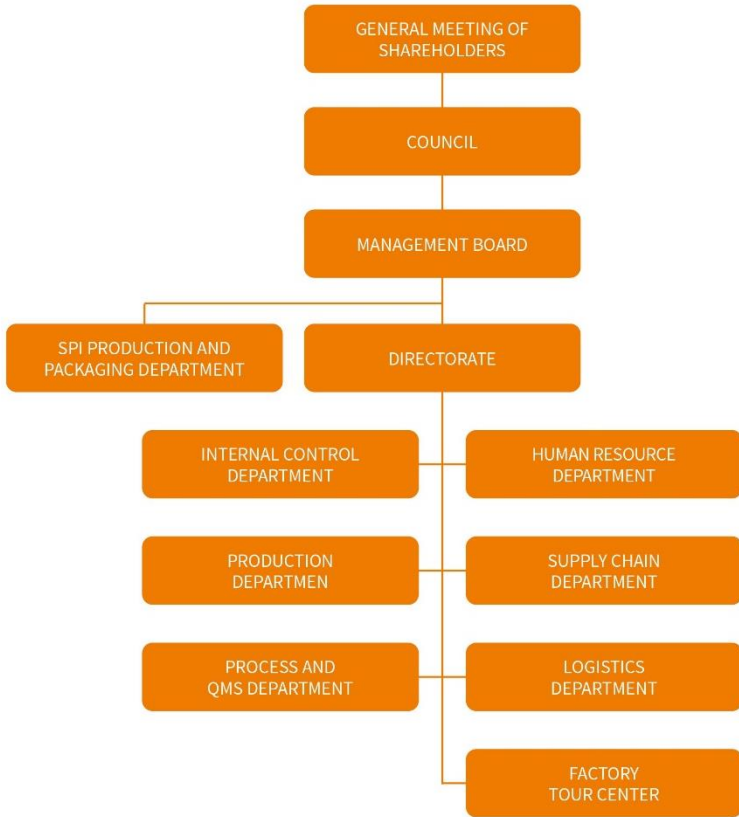 GENERAL MEETING OF
SHAREHOLDERS
COUNCIL
MANAGEMENT BOARD
SPI PRODUCTION AND
PACKAGING DEPARTMENT
DIRECTORATE
INTERNAL CONTROL
DEPARTMENT
HUMAN RESOURCE
DEPARTMENT
PRODUCTION
DEPARTMEN
SUPPLY CHAIN
DEPARTMENT
PROCESS AND
QMS DEPARTMENT
LOGISTICS
DEPARTMENT
FACTORY
TOUR CENTER